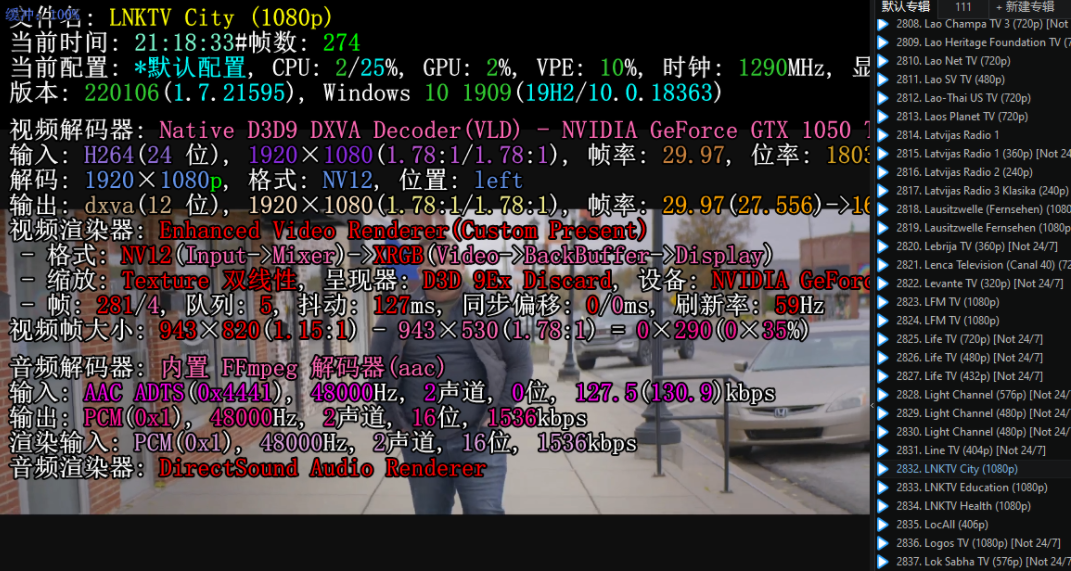 缓冲: 100%
文件名: LNKTV City (1080p)
当前时间: 21:18:33#帧数: 274
当前配置: *默认配置, CPU: 2/25%, GPU: 2%, VPE: 10%, 时钟: 1290MHz, 显
版本: 220106(1.7.21595), Windows 10 1909(19H2/10.0.18363)
视频解码器: Native D3D9 DXVA Decoder(VLD) - NVIDIA GeForce GTX 1050 T
输入: H264(24 位), 1920×1080(1.78:1/1.78:1), 帧率: 29.97, 位率: 1803
解码: 1920×1080p, 格式: NV12, 位置: left
输出: dxva(12 位), 1920×1080(1.78:1/1.78:1), 帧率: 29.97(27.556)->16
视频渲染器: Enhanced Video Renderer(Custom Present)
- 格式: NV12(Input->Mixer)->XRGB(Video->BackBuffer->Display)
- 缩放: Texture 双线性, 呈现器: D3D 9Ex Discard, 设备: NVIDIA GeForc
- 帧: 281/4, 队列: 5, 抖动: 127ms, 同步偏移: 0/0ms, 刷新率: 59Hz
视频帧大小: 943×820(1.15:1) - 943×530(1.78:1) = 0×290(0×35%)
音频解码器: 内置 FFmpeg 解码器(aac)
输入: AAC ADTS(0x4441), 48000Hz, 2声道, 0位, 127.5(130.9)kbps
输出: PCM(0x1), 48000Hz, 2声道, 16位, 1536kbps
渲染输入: PCM(0x1), 48000Hz, 2声道, 16位, 1536kbps
音频渲染器: DirectSound Audio Renderer
默认专辑 111 + 新建专辑
2808. Lao Champa TV 3 (720p) [Not
2809. Lao Heritage Foundation TV (7
2810. Lao Net TV (720p)
2811. Lao SV TV (480p)
2812. Lao-Thai US TV (720p)
2813. Laos Planet TV (720p)
2814. Latvijas Radio 1
2815. Latvijas Radio 1 (360p) [Not 24
2816. Latvijas Radio 2 (240p)
2817. Latvijas Radio 3 Klasika (240p)
2818. Lausitzwelle (Fernsehen) (1080
2819. Lausitzwelle Fernsehen (1080p
2820. Lebrija TV (360p) [Not 24/7]
2821. Lenca Television (Canal 40) (72
2822. Levante TV (320p) [Not 24/7]
2823. LFM TV (1080p)
2824. LFM TV (1080p)
2825. Life TV (720p) [Not 24/7]
2826. Life TV (480p) [Not 24/7]
2827. Life TV (432p) [Not 24/7]
2828. Light Channel (576p) [Not 24/
2829. Light Channel (480p) [Not 24/
2830. Light Channel (480p) [Not 24/
2831. Line TV (404p) [Not 24/7]
2832. LNKTV City (1080p)
2833. LNKTV Education (1080p)
2834. LNKTV Health (1080p)
2835. LocAll (406p)
2836. Logos TV (1080p) [Not 24/7]
2837. Lok Sabha TV (576p) [Not 24/7